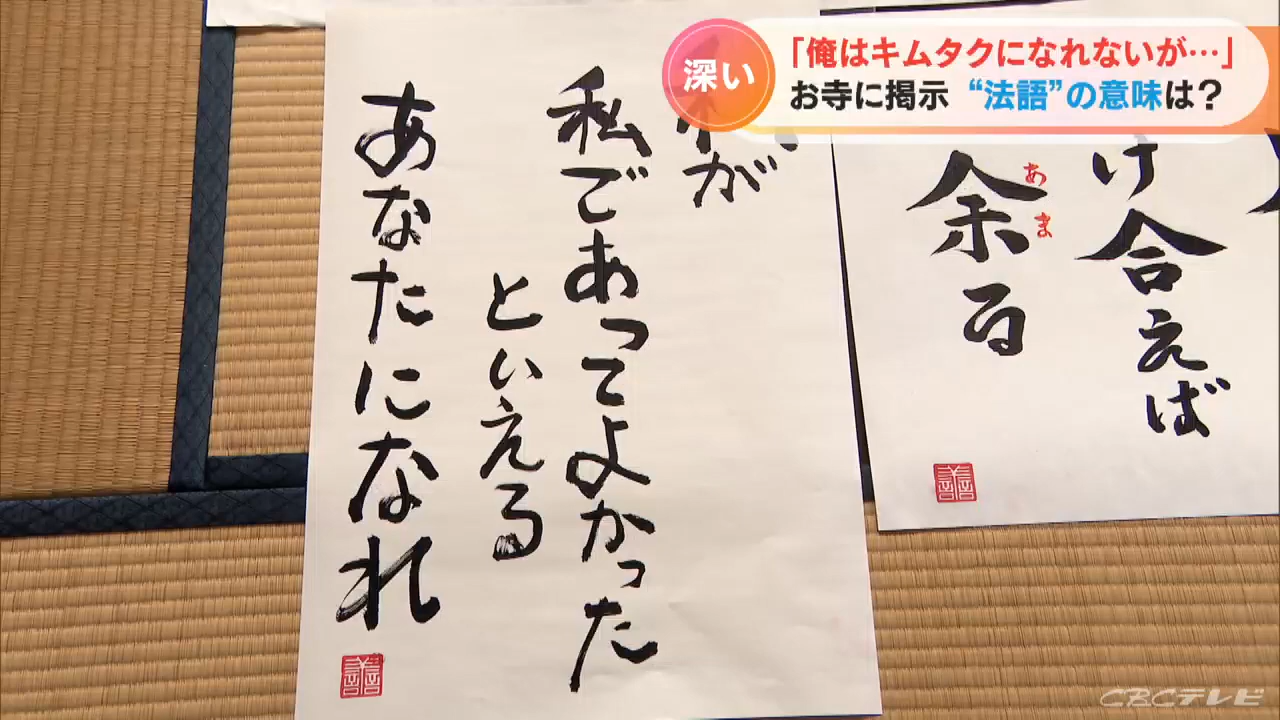 深い
「俺はキムタクになれないが…」
お寺に掲示 “法語”の意味は？
け合えば
余る
あま
が
私であってよかった
といえる
あなたになれ
CBCテレビ